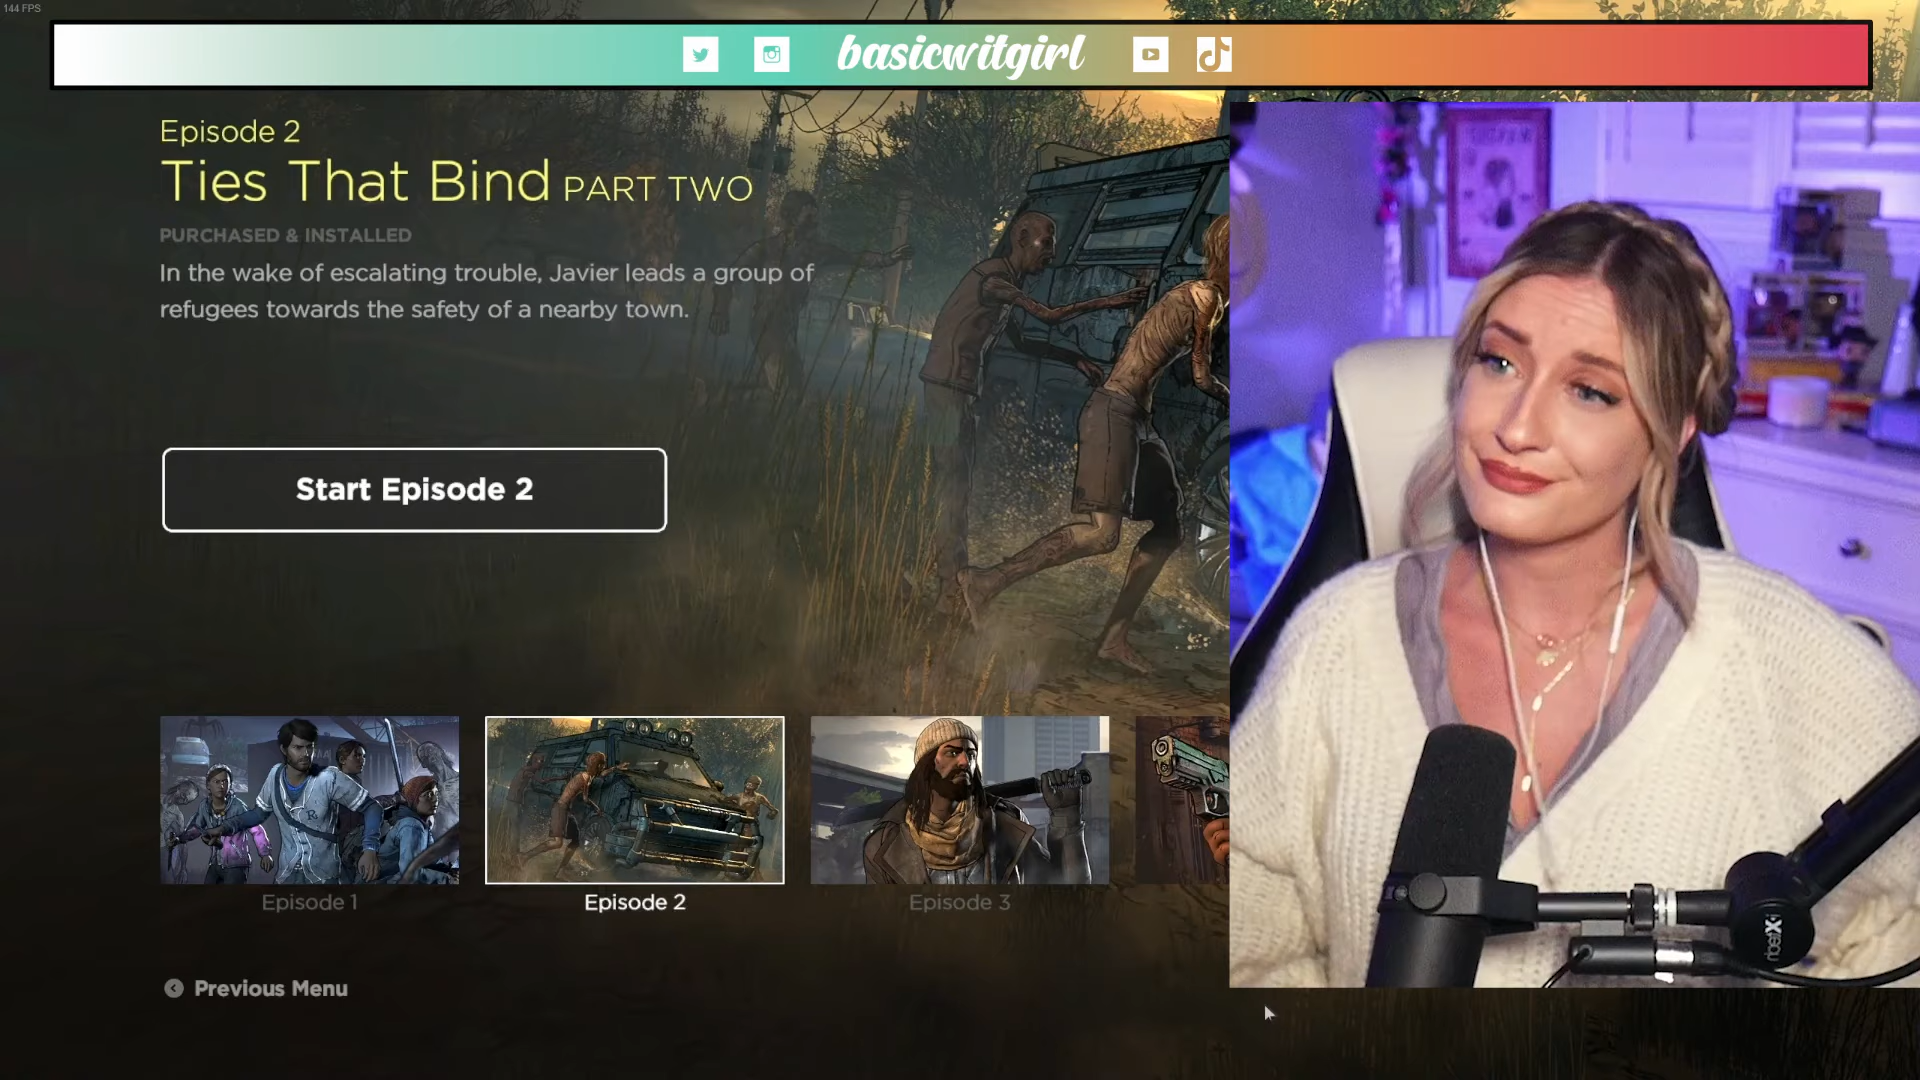 144 FPS
basicwitgirl
Episode 2
Ties That Bind PART TWO
PURCHASED & INSTALLED
In the wake of escalating trouble, Javier leads a group of
refugees towards the safety of a nearby town.
Start Episode 2
Episode 1
Episode 2
Episode 3
Previous Menu